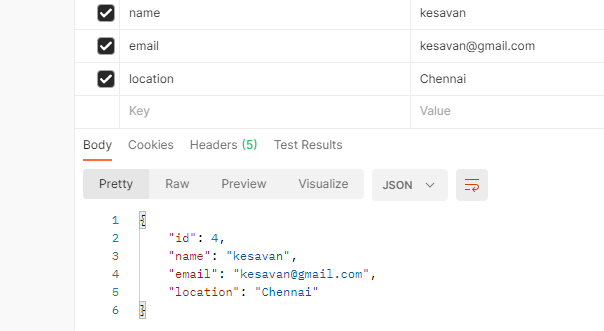 name kesavan
email kesavan@gmail.com
location Chennai
Key Value
Body Cookies Headers (5) Test Results
Pretty Raw Preview Visualize JSON
1 {
2 "id": 4,
3 "name": "kesavan",
4 "email": "kesavan@gmail.com",
5 "location": "Chennai"
6 }